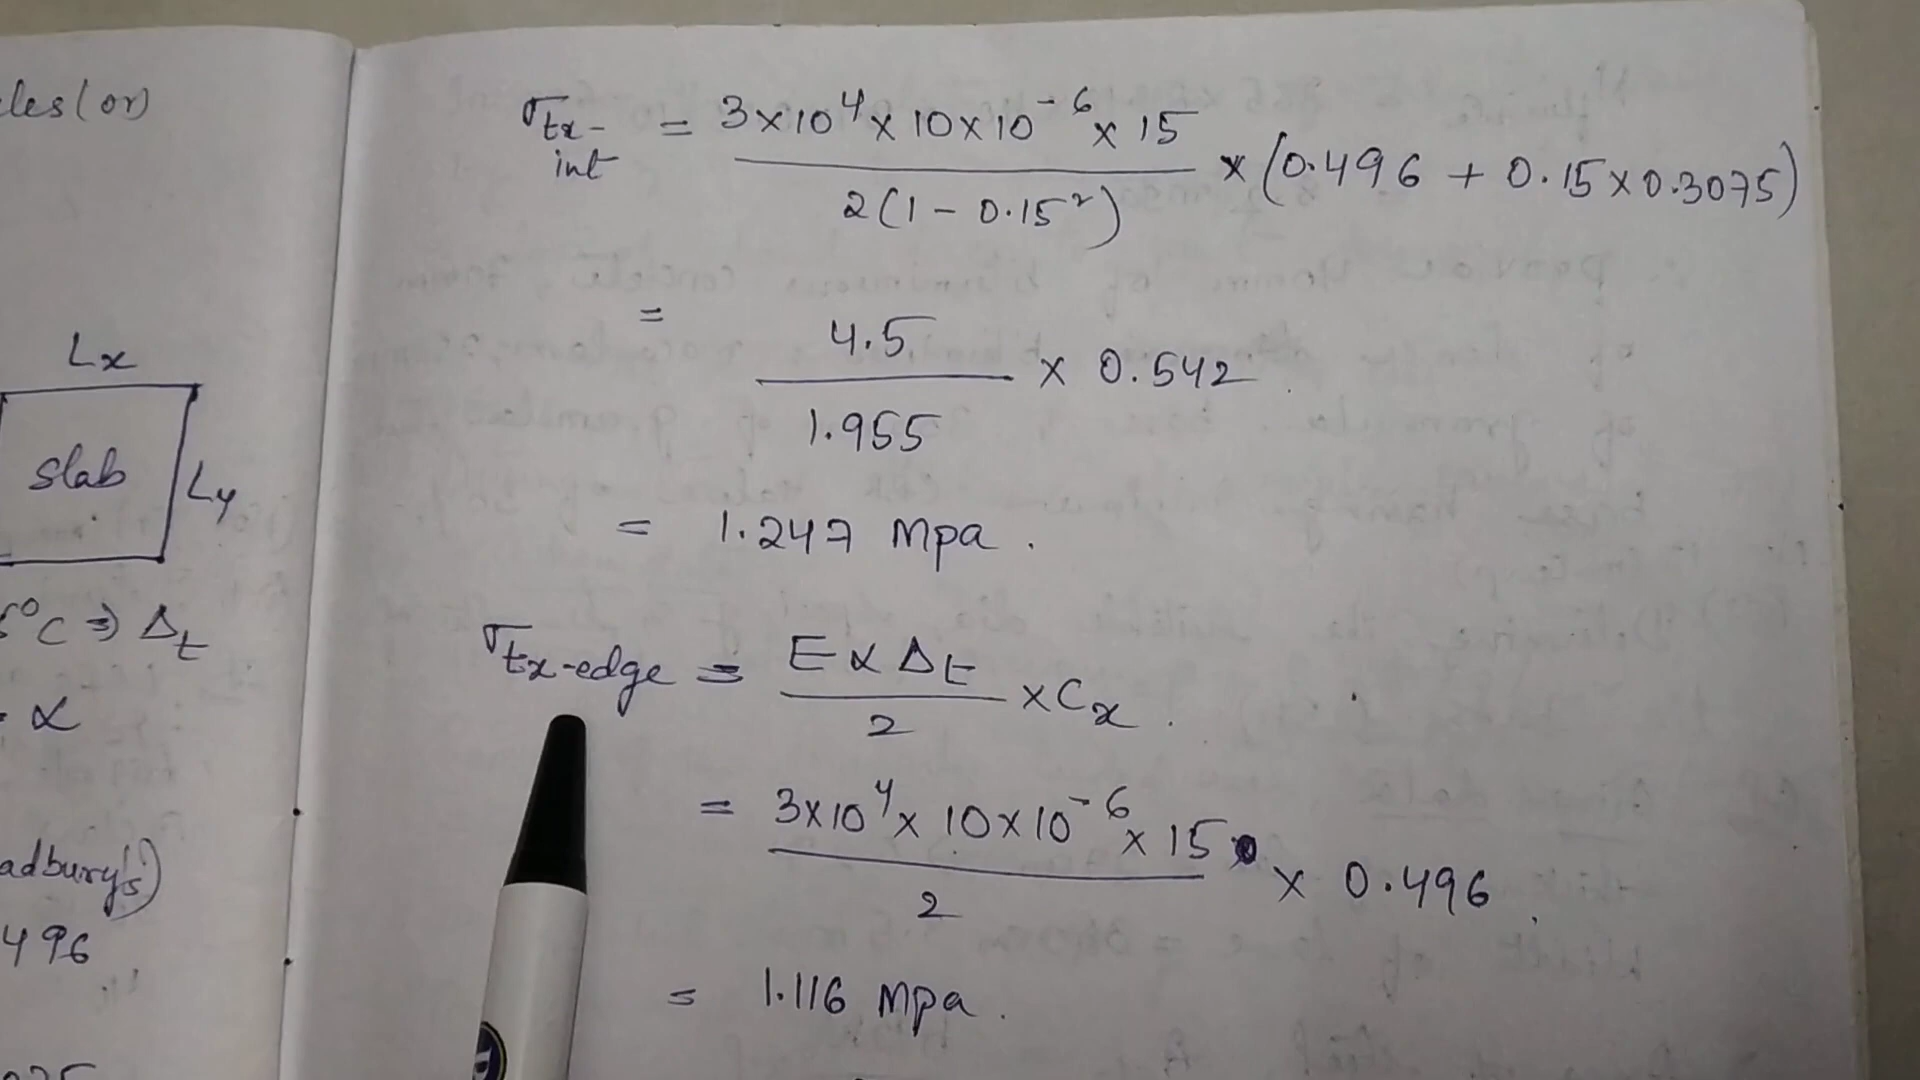 les(or)
Lx
slab
Ly
5°C ⇒ Δt
- α
adbury's)
496
σtx-int = 3×10⁴×10×10⁻⁶×15 / 2(1-0.15²) × (0.496 + 0.15×0.3075)
= 4.5 / 1.955 × 0.542
= 1.247 Mpa.
σtx-edge = EαΔt / 2 × Cx.
= 3×10⁴×10×10⁻⁶×15 / 2 × 0.496.
= 1.116 Mpa.